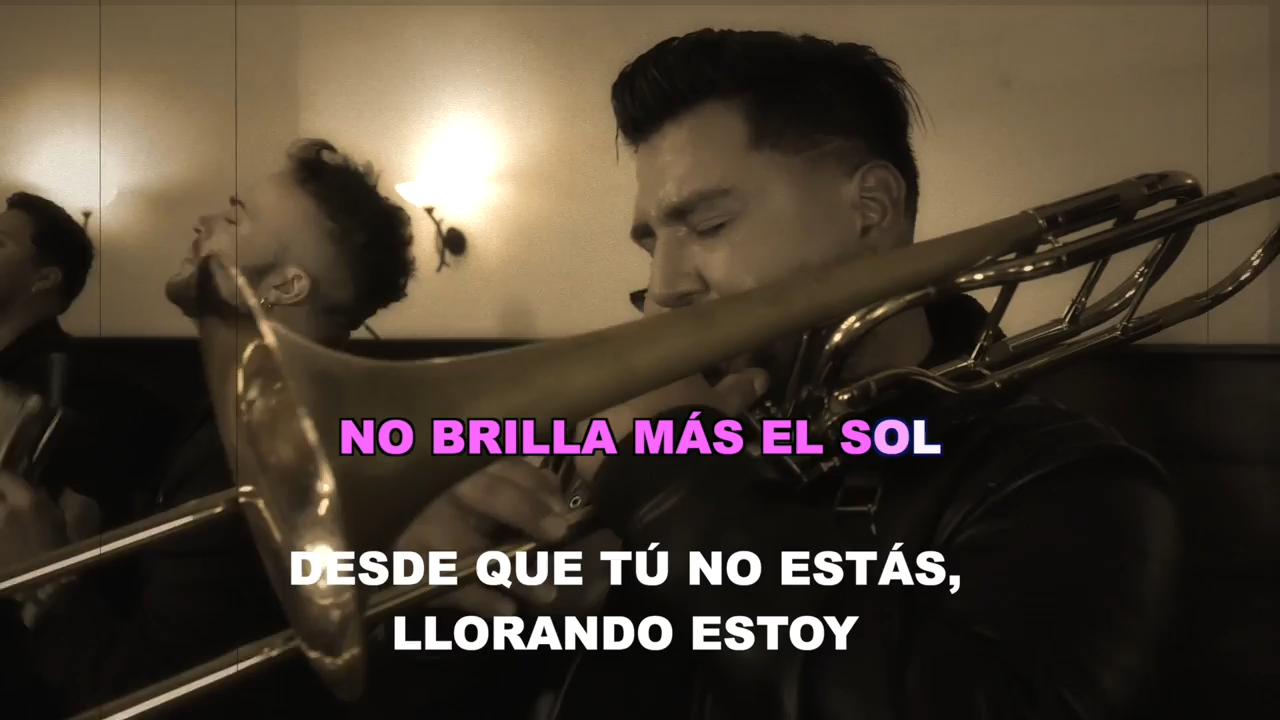 NO BRILLA MÁS EL SOL
DESDE QUE TÚ NO ESTÁS,
LLORANDO ESTOY